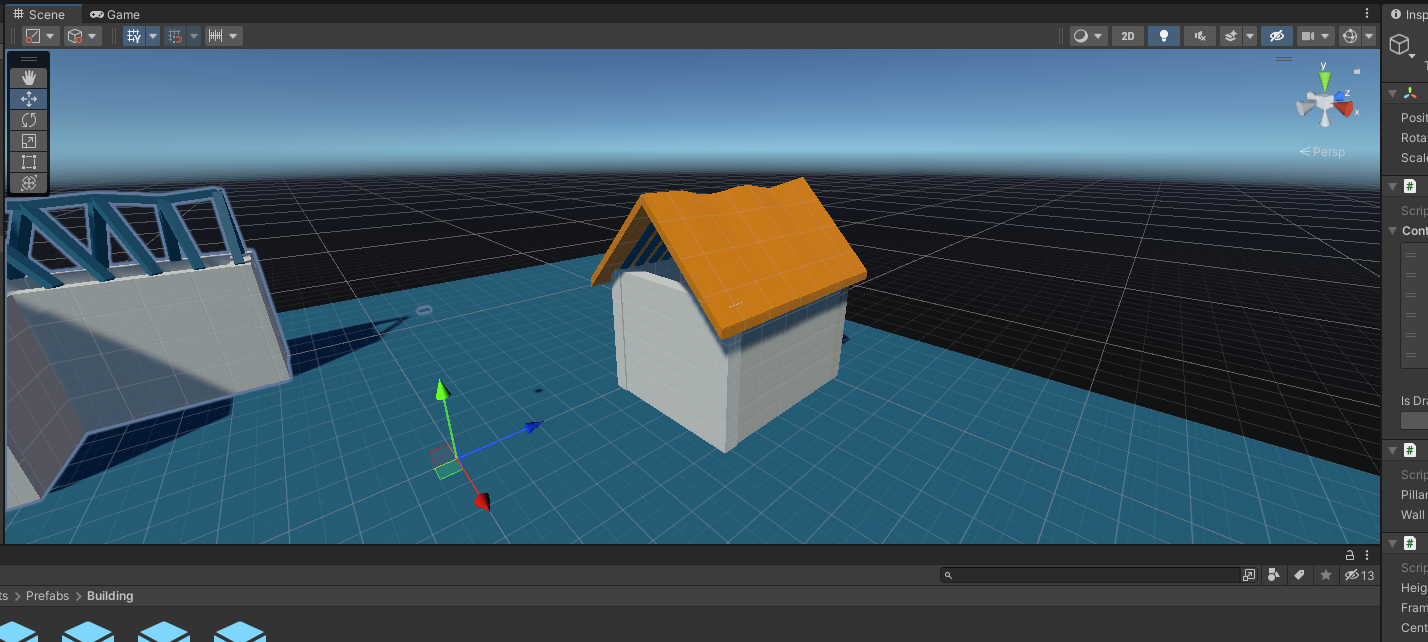 Scene
Game
Insp
2D
y
z
x
Persp
Posit
Rota
Scale
Scrip
Cont
Is Dra
Scrip
Pillar
Wall
Scrip
Heig
Fram
Cent
13
ts > Prefabs > Building